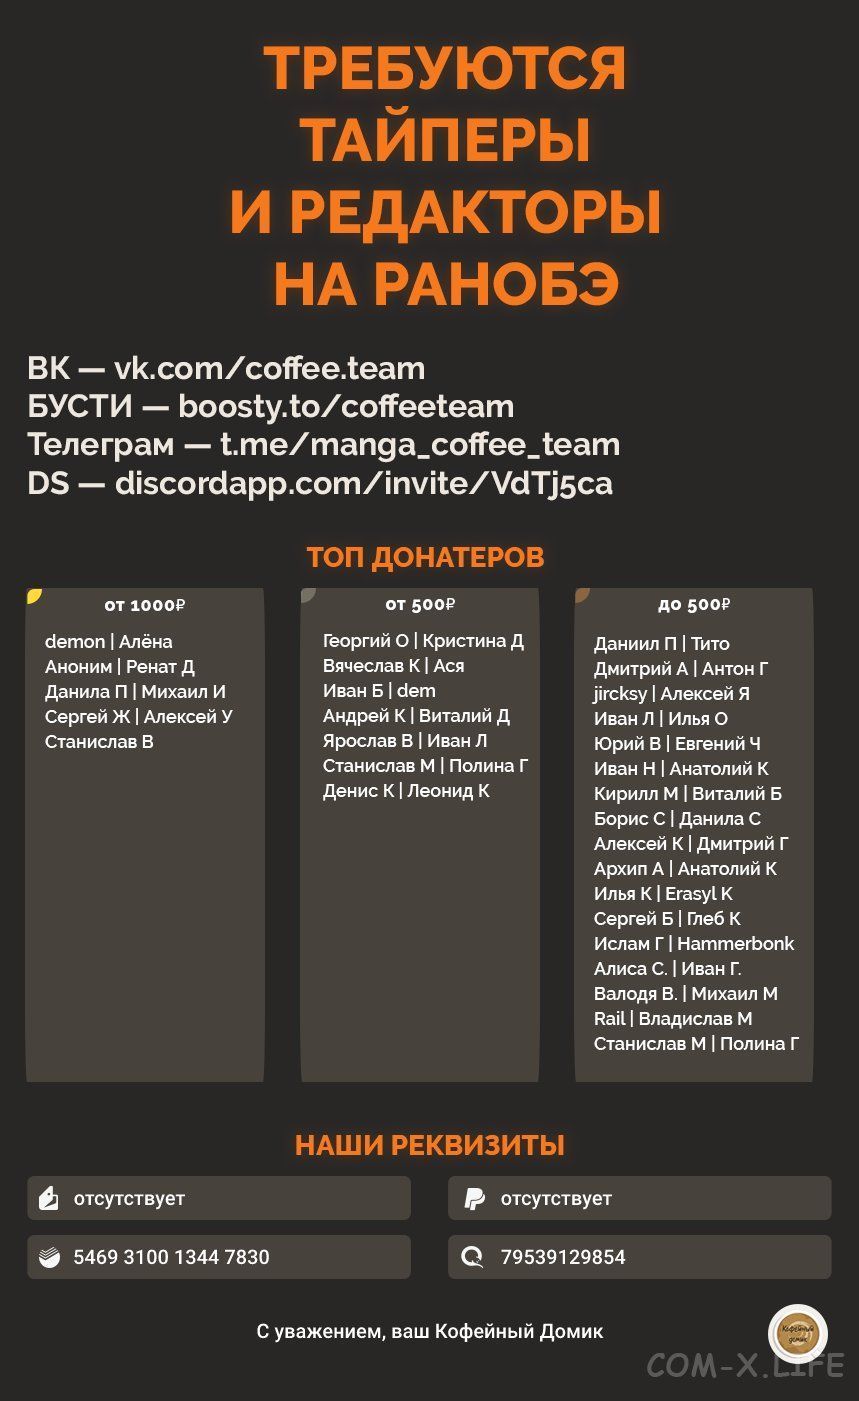 ТРЕБУЮТСЯ
ТАЙПЕРЫ
И РЕДАКТОРЫ
НА РАНОБЭ
ВК — vk.com/coffee.team
БУСТИ — boosty.to/coffeeteam
Телеграм — t.me/manga_coffee_team
DS — discordapp.com/invite/VdTj5ca
ТОП ДОНАТЕРОВ
от 1000₽
demon | Алёна
Аноним | Ренат Д
Данила П | Михаил И
Сергей Ж | Алексей У
Станислав В
от 500₽
Георгий О | Кристина Д
Вячеслав К | Ася
Иван Б | dem
Андрей К | Виталий Д
Ярослав В | Иван Л
Станислав М | Полина Г
Денис К | Леонид К
до 500₽
Даниил П | Тито
Дмитрий А | Антон Г
jircksy | Алексей Я
Иван Л | Илья О
Юрий В | Евгений Ч
Иван Н | Анатолий К
Кирилл М | Виталий Б
Борис С | Данила С
Алексей К | Дмитрий Г
Архип А | Анатолий К
Илья К | Erasyl K
Сергей Б | Глеб К
Ислам Г | Hammerbonk
Алиса С. | Иван Г.
Валодя В. | Михаил М
Rail | Владислав М
Станислав М | Полина Г
НАШИ РЕКВИЗИТЫ
отсутствует
отсутствует
5469 3100 1344 7830
79539129854
С уважением, ваш Кофейный Домик
Кофейный
домик
COM-X.LIFE